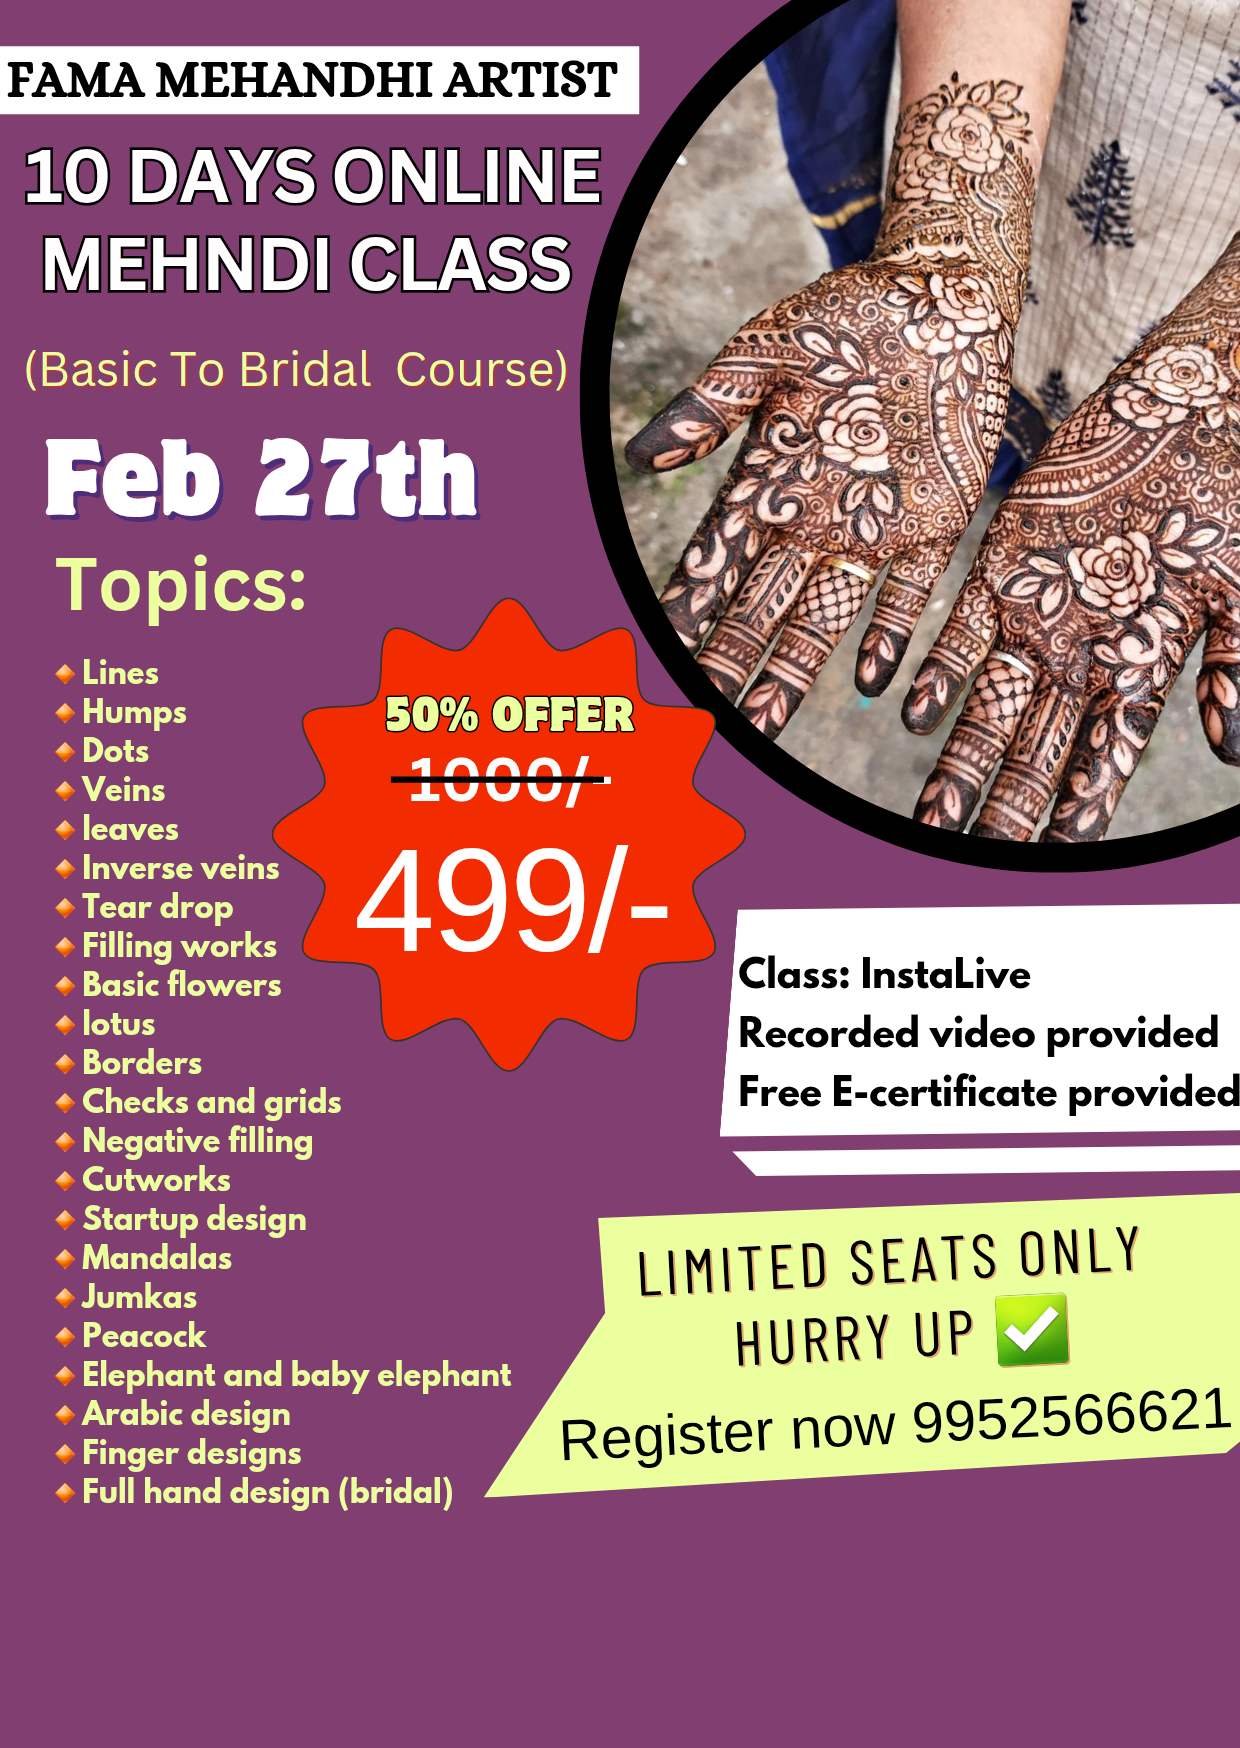 FAMA MEHANDHI ARTIST
10 DAYS ONLINE
MEHNDI CLASS
(Basic To Bridal Course)
Feb 27th
Topics:
🔸Lines
🔸Humps
🔸Dots
🔸Veins
🔸leaves
🔸Inverse veins
🔸Tear drop
🔸Filling works
🔸Basic flowers
🔸lotus
🔸Borders
🔸Checks and grids
🔸Negative filling
🔸Cutworks
🔸Startup design
🔸Mandalas
🔸Jumkas
🔸Peacock
🔸Elephant and baby elephant
🔸Arabic design
🔸Finger designs
🔸Full hand design (bridal)
50% OFFER
1000/-
499/-
Class: InstaLive
Recorded video provided
Free E-certificate provided
LIMITED SEATS ONLY
HURRY UP ✅
Register now 9952566621